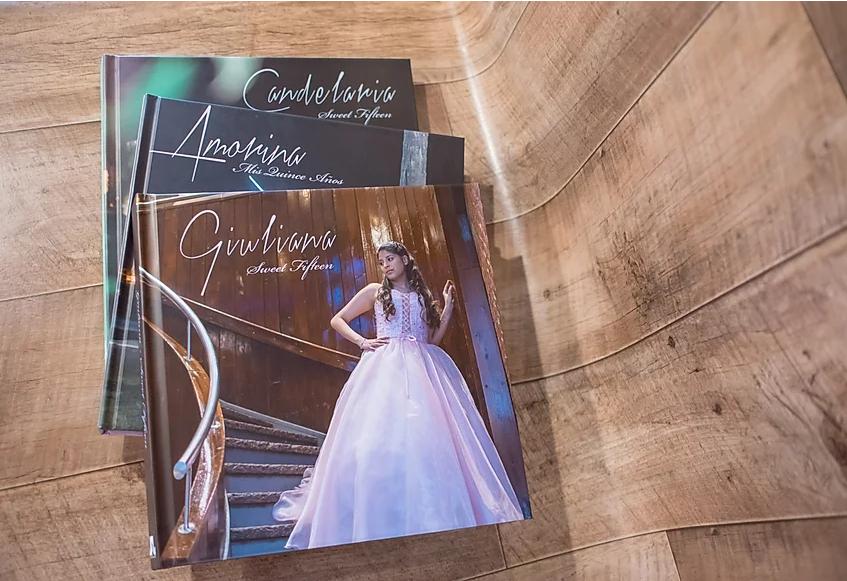 Candelaria
Sweet Fifteen
Amorina
Mis Quince Años
Giuliana
Sweet Fifteen